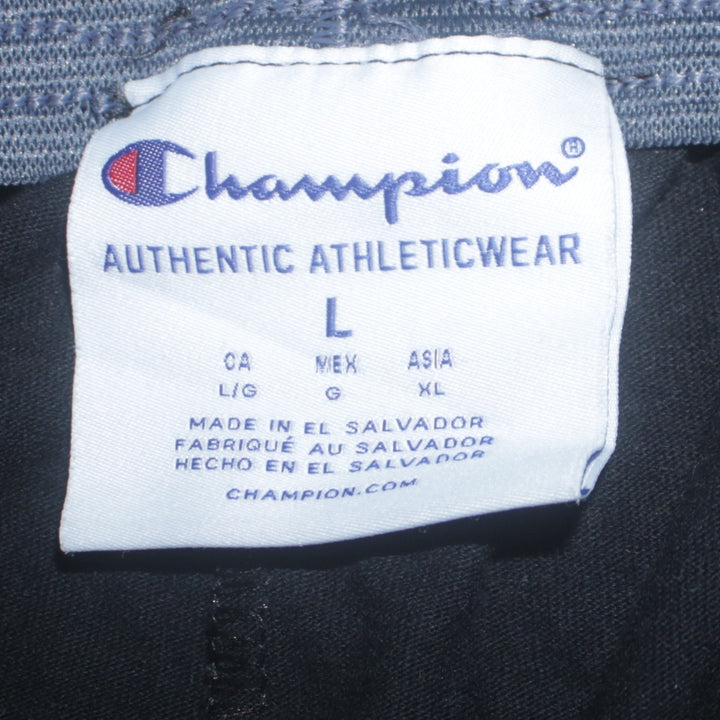 Champion®
AUTHENTIC ATHLETICWEAR
L
CA MEX ASIA
L/G G XL
MADE IN EL SALVADOR
FABRIQUÉ AU SALVADOR
HECHO EN EL SALVADOR
CHAMPION.COM